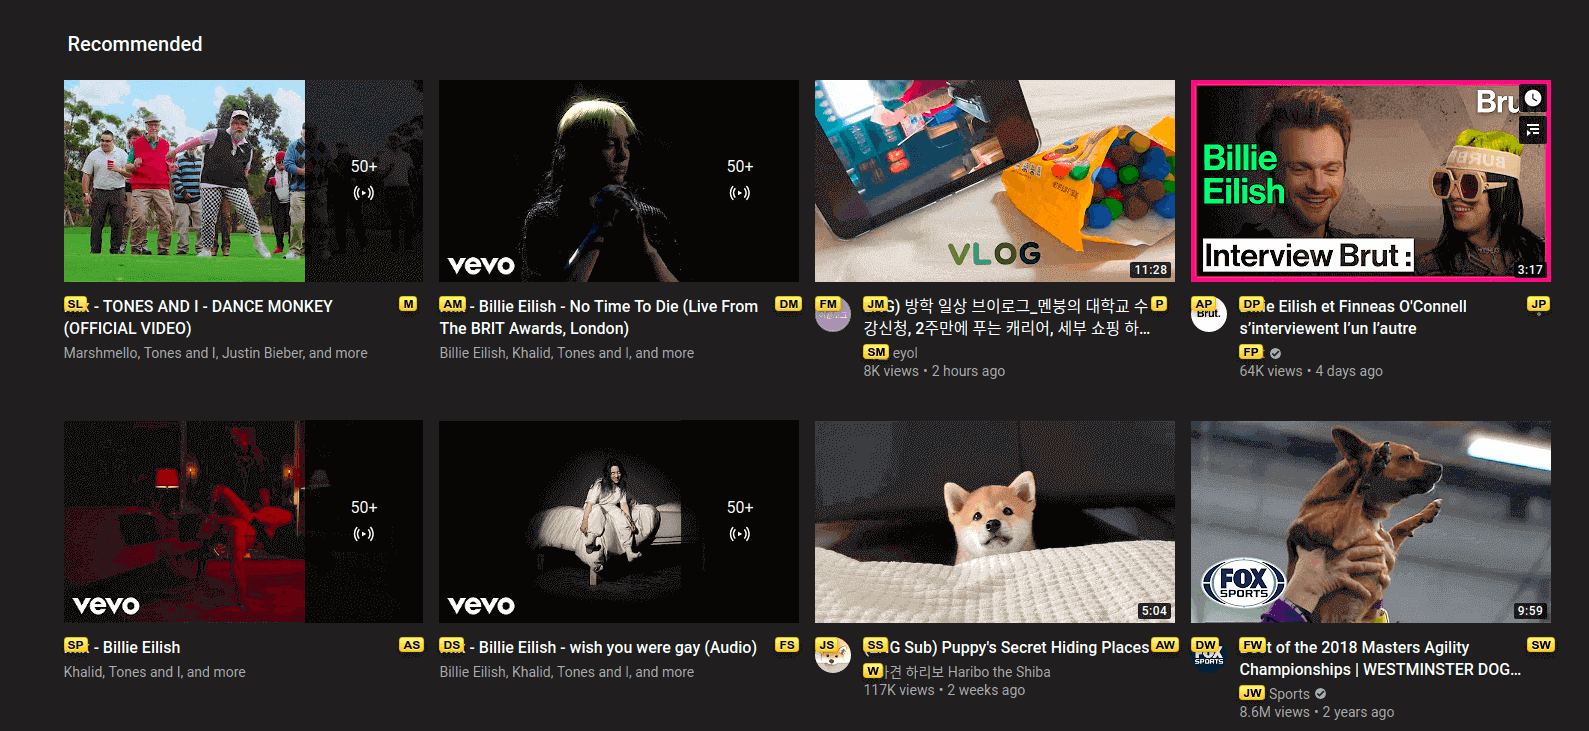 Recommended
50+
50+
vevo
VLOG
11:28
Bru
Billie
Eilish
Interview Brut :
3:17
SL - TONES AND I - DANCE MONKEY M
(OFFICIAL VIDEO)
Marshmello, Tones and I, Justin Bieber, and more
AM - Billie Eilish - No Time To Die (Live From DM
The BRIT Awards, London)
Billie Eilish, Khalid, Tones and I, and more
FM JM G) 방학 일상 브이로그_멘붕의 대학교 수 P
강신청, 2주만에 푸는 캐리어, 세부 쇼핑 하...
SM eyol
8K views • 2 hours ago
AP DP ie Eilish et Finneas O'Connell JP
Brut.
s'interviewent l'un l'autre
FP
64K views • 4 days ago
50+
vevo
50+
vevo
5:04
FOX
SPORTS
9:59
SP - Billie Eilish AS
Khalid, Tones and I, and more
DS - Billie Eilish - wish you were gay (Audio) FS
Billie Eilish, Khalid, Tones and I, and more
JS SS G Sub) Puppy's Secret Hiding Places AW
W 견 하리보 Haribo the Shiba
117K views • 2 weeks ago
DW FW t of the 2018 Masters Agility SW
FOX
SPORTS
Championships | WESTMINSTER DOG...
JW Sports
8.6M views • 2 years ago